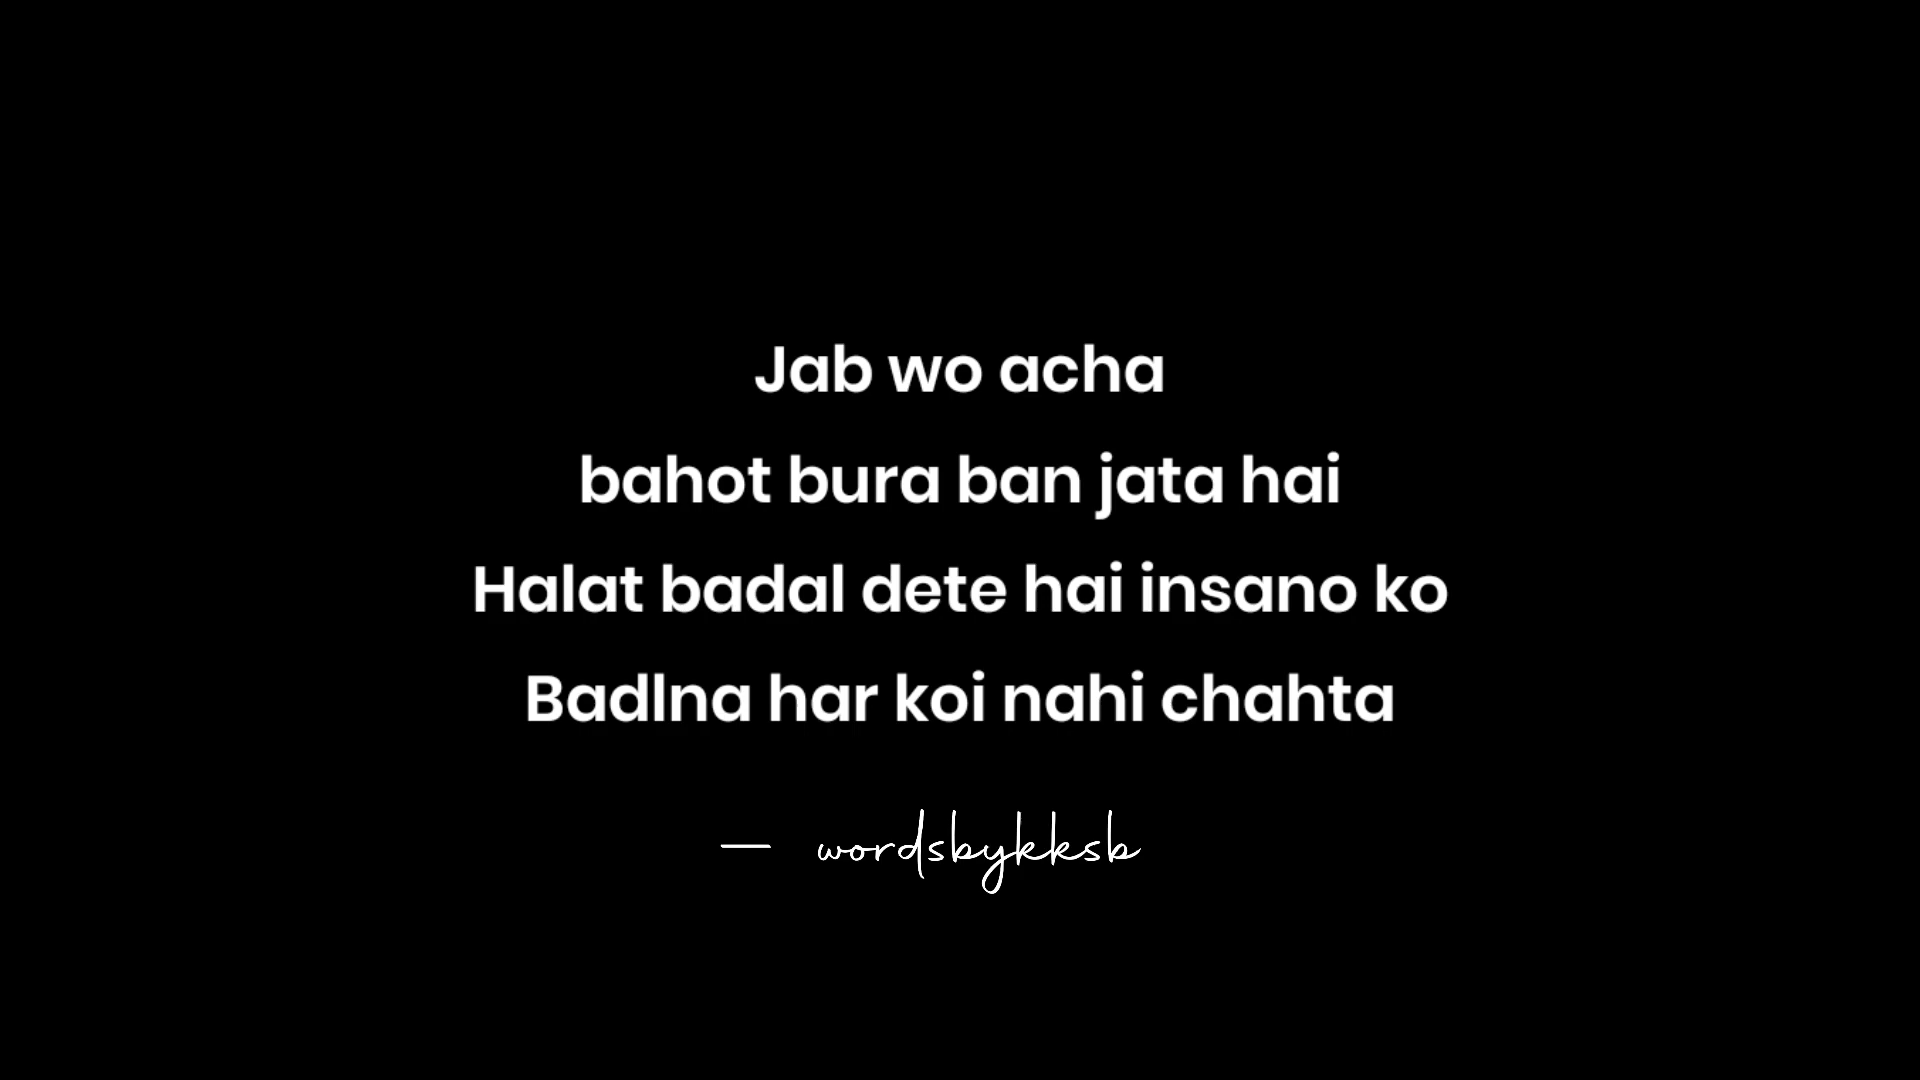 Jab wo acha
bahot bura ban jata hai
Halat badal dete hai insano ko
Badlna har koi nahi chahta
— wordsbykksb